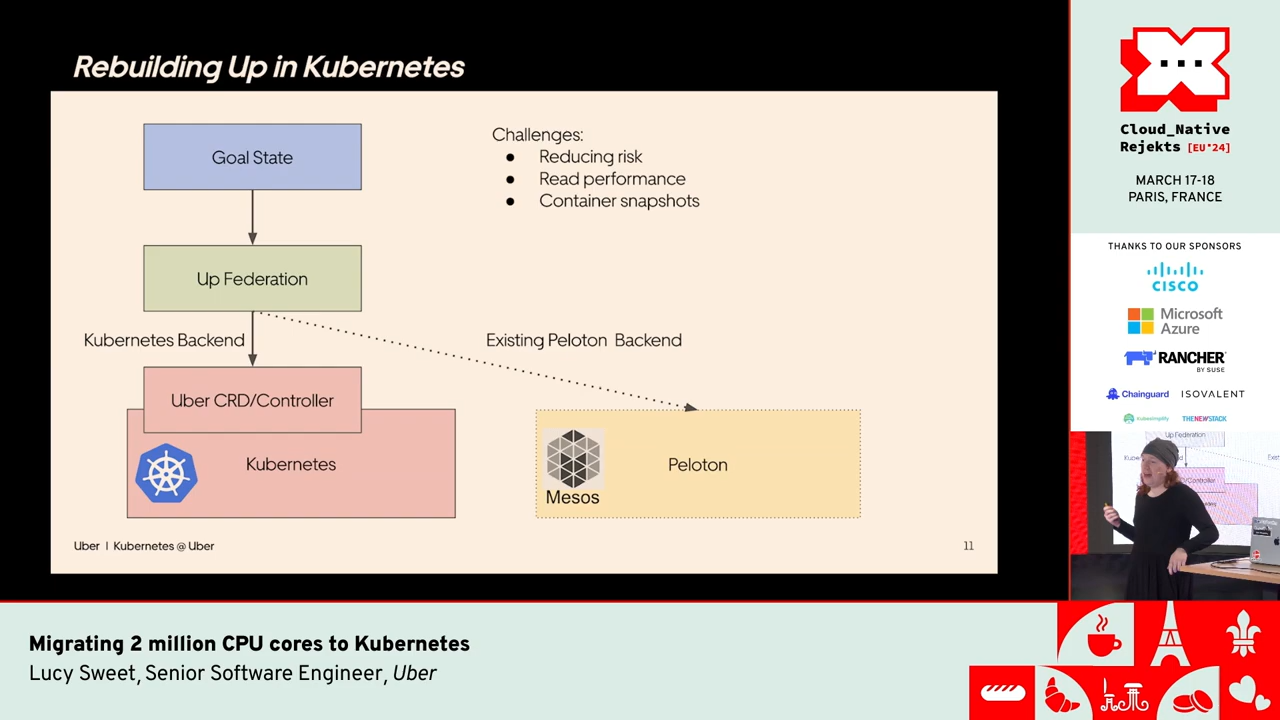 Rebuilding Up in Kubernetes
Goal State
Up Federation
Kubernetes Backend
Uber CRD/Controller
Kubernetes
Challenges:
● Reducing risk
● Read performance
● Container snapshots
Existing Peloton Backend
Mesos
Peloton
Uber | Kubernetes @ Uber
11
Cloud_Native
Rejekts [EU*24]
MARCH 17-18
PARIS, FRANCE
THANKS TO OUR SPONSORS
CISCO
Microsoft
Azure
RANCHER
BY SUSE
Chainguard
ISOVALENT
kubesimplify
THENEWSTACK
Up Federation
Migrating 2 million CPU cores to Kubernetes
Lucy Sweet, Senior Software Engineer, Uber